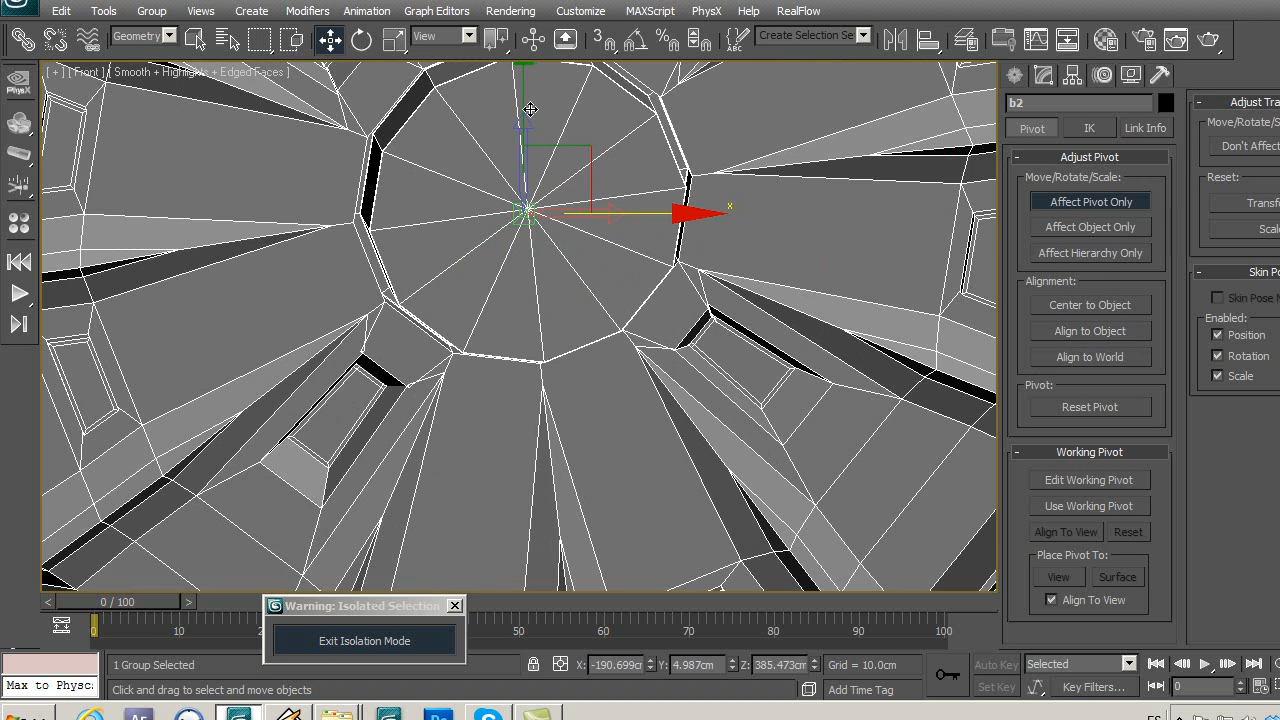 Edit Tools Group Views Create Modifiers Animation Graph Editors Rendering Customize MAXScript PhysX Help RealFlow
Geometry View 3 Create Selection Se
[ + ] [ Front ] [ Smooth + Highlights + Edged Faces ]
PhysX
x
b2
Pivot IK Link Info
Adjust Pivot
Move/Rotate/Scale:
Affect Pivot Only
Affect Object Only
Affect Hierarchy Only
Alignment:
Center to Object
Align to Object
Align to World
Pivot:
Reset Pivot
Working Pivot
Edit Working Pivot
Use Working Pivot
Align To View Reset
Place Pivot To:
View Surface
Align To View
Adjust Tra
Move/Rotate/S
Don't Affect
Reset:
Transfo
Scale
Skin Po
Skin Pose M
Enabled:
Position
Rotation
Scale
< 0 / 100 >
0 10 50 60 70 80 90 100
Warning: Isolated Selection
Exit Isolation Mode
1 Group Selected X: -190.699cm Y: 4.987cm Z: 385.473cm Grid = 10.0cm Auto Key Selected
Max to Physc: Click and drag to select and move objects Add Time Tag Set Key Key Filters... 0
ES